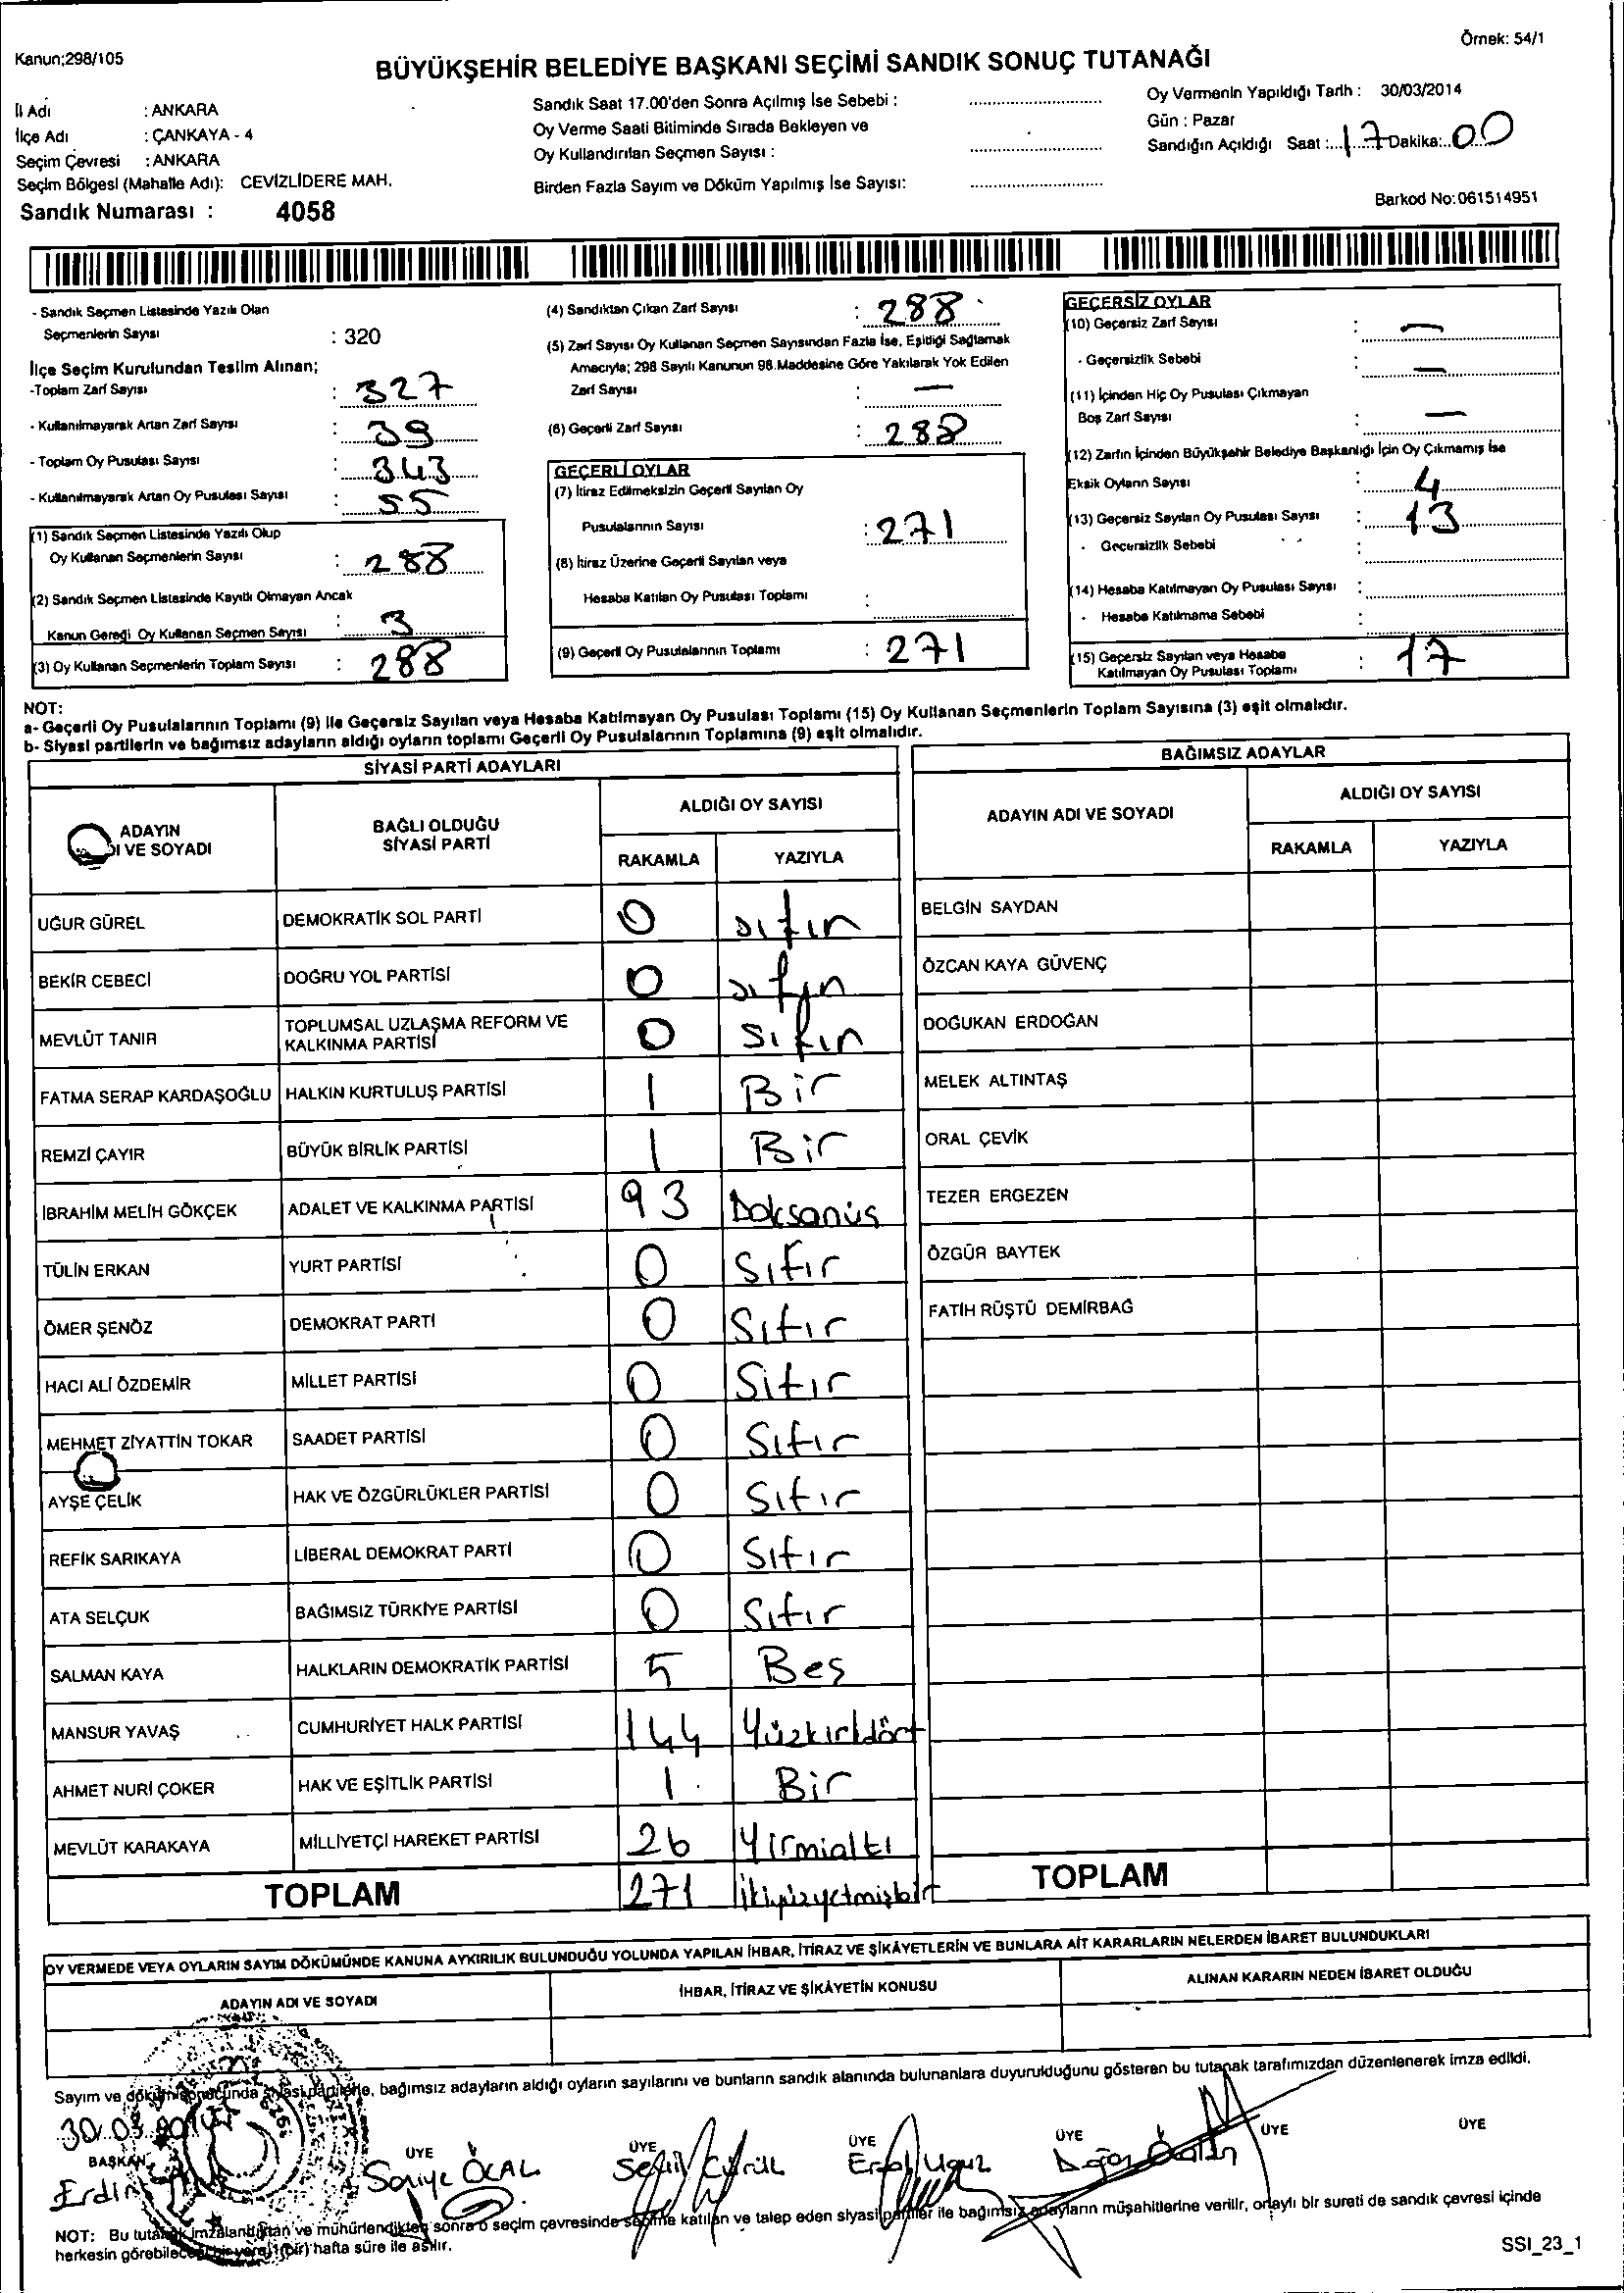 Kanun;298/105
Örnek: 54/1
BÜYÜKŞEHİR BELEDİYE BAŞKANI SEÇİMİ SANDIK SONUÇ TUTANAĞI
İl Adı : ANKARA
İlçe Adı : ÇANKAYA - 4
Seçim Çevresi : ANKARA
Seçim Bölgesi (Mahalle Adı): CEVİZLİDERE MAH.
Sandık Numarası : 4058
Sandık Saat 17.00'den Sonra Açılmış İse Sebebi :
Oy Verme Saati Bitiminde Sırada Bekleyen ve
Oy Kullandırılan Seçmen Sayısı :
Birden Fazla Sayım ve Döküm Yapılmış İse Sayısı:
Oy Vermenin Yapıldığı Tarih : 30/03/2014
Gün : Pazar
Sandığın Açıldığı Saat : 17 Dakika: 00
Barkod No:061514951
- Sandık Seçmen Listesinde Yazılı Olan
Seçmenlerin Sayısı : 320
İlçe Seçim Kurulundan Teslim Alınan;
-Toplam Zarf Sayısı : 327
- Kullanılmayarak Artan Zarf Sayısı : 39
- Toplam Oy Pusulası Sayısı : 343
- Kullanılmayarak Artan Oy Pusulası Sayısı : 55
(1) Sandık Seçmen Listesinde Yazılı Olup
Oy Kullanan Seçmenlerin Sayısı : 288
(2) Sandık Seçmen Listesinde Kayıtlı Olmayan Ancak
Kanun Gereği Oy Kullanan Seçmen Sayısı : 3
(3) Oy Kullanan Seçmenlerin Toplam Sayısı : 288
(4) Sandıktan Çıkan Zarf Sayısı : 288
(5) Zarf Sayısı Oy Kullanan Seçmen Sayısından Fazla İse, Eşitliği Sağlamak
Amacıyla; 298 Sayılı Kanunun 98.Maddesine Göre Yakılarak Yok Edilen
Zarf Sayısı : —
(6) Geçerli Zarf Sayısı : 288
GEÇERLİ OYLAR
(7) İtiraz Edilmeksizin Geçerli Sayılan Oy
Pusulalarının Sayısı : 271
(8) İtiraz Üzerine Geçerli Sayılan veya
Hesaba Katılan Oy Pusulası Toplamı :
(9) Geçerli Oy Pusulalarının Toplamı : 271
GEÇERSİZ OYLAR
(10) Geçersiz Zarf Sayısı : —
- Geçersizlik Sebebi : —
(11) İçinden Hiç Oy Pusulası Çıkmayan
Boş Zarf Sayısı : —
(12) Zarfın İçinden Büyükşehir Belediye Başkanlığı İçin Oy Çıkmamış İse
Eksik Oyların Sayısı : 4
(13) Geçersiz Sayılan Oy Pusulası Sayısı : 13
- Geçersizlik Sebebi :
(14) Hesaba Katılmayan Oy Pusulası Sayısı :
- Hesaba Katılmama Sebebi :
(15) Geçersiz Sayılan veya Hesaba
Katılmayan Oy Pusulası Toplamı : 17
NOT:
a- Geçerli Oy Pusulalarının Toplamı (9) ile Geçersiz Sayılan veya Hesaba Katılmayan Oy Pusulası Toplamı (15) Oy Kullanan Seçmenlerin Toplam Sayısına (3) eşit olmalıdır.
b- Siyasi partilerin ve bağımsız adayların aldığı oyların toplamı Geçerli Oy Pusulalarının Toplamına (9) eşit olmalıdır.
SİYASİ PARTİ ADAYLARI
ADAYIN
DI VE SOYADI
BAĞLI OLDUĞU
SİYASİ PARTİ
ALDIĞI OY SAYISI
RAKAMLA YAZIYLA
UĞUR GÜREL DEMOKRATİK SOL PARTİ 0 sıfır
BEKİR CEBECİ DOĞRU YOL PARTİSİ 0 sıfır
MEVLÜT TANIR TOPLUMSAL UZLAŞMA REFORM VE
KALKINMA PARTİSİ 0 Sıfır
FATMA SERAP KARDAŞOĞLU HALKIN KURTULUŞ PARTİSİ 1 Bir
REMZİ ÇAYIR BÜYÜK BİRLİK PARTİSİ 1 Bir
İBRAHİM MELİH GÖKÇEK ADALET VE KALKINMA PARTİSİ 93 Doksanüç
TÜLİN ERKAN YURT PARTİSİ 0 Sıfır
ÖMER ŞENÖZ DEMOKRAT PARTİ 0 Sıfır
HACI ALİ ÖZDEMİR MİLLET PARTİSİ 0 Sıfır
MEHMET ZİYATTİN TOKAR SAADET PARTİSİ 0 Sıfır
AYŞE ÇELİK HAK VE ÖZGÜRLÜKLER PARTİSİ 0 Sıfır
REFİK SARIKAYA LİBERAL DEMOKRAT PARTİ 0 Sıfır
ATA SELÇUK BAĞIMSIZ TÜRKİYE PARTİSİ 0 Sıfır
SALMAN KAYA HALKLARIN DEMOKRATİK PARTİSİ 5 Beş
MANSUR YAVAŞ CUMHURİYET HALK PARTİSİ 144 Yüzkırkdört
AHMET NURİ ÇOKER HAK VE EŞİTLİK PARTİSİ 1 Bir
MEVLÜT KARAKAYA MİLLİYETÇİ HAREKET PARTİSİ 26 Yirmialtı
TOPLAM 271 ikiyüzyetmişbir
BAĞIMSIZ ADAYLAR
ADAYIN ADI VE SOYADI
ALDIĞI OY SAYISI
RAKAMLA YAZIYLA
BELGİN SAYDAN
ÖZCAN KAYA GÜVENÇ
DOĞUKAN ERDOĞAN
MELEK ALTINTAŞ
ORAL ÇEVİK
TEZER ERGEZEN
ÖZGÜR BAYTEK
FATİH RÜŞTÜ DEMİRBAĞ
TOPLAM
OY VERMEDE VEYA OYLARIN SAYIM DÖKÜMÜNDE KANUNA AYKIRILIK BULUNDUĞU YOLUNDA YAPILAN İHBAR, İTİRAZ VE ŞİKÂYETLERİN VE BUNLARA AİT KARARLARIN NELERDEN İBARET BULUNDUKLARI
ADAYIN ADI VE SOYADI
İHBAR, İTİRAZ VE ŞİKÂYETİN KONUSU
ALINAN KARARIN NEDEN İBARET OLDUĞU
Sayım ve döküm sonucunda siyasi partilerle, bağımsız adayların aldığı oyların sayılarını ve bunların sandık alanında bulunanlara duyurulduğunu gösteren bu tutanak tarafımızdan düzenlenerek imza edildi.
30.03.2014
BAŞKAN ÜYE ÜYE ÜYE ÜYE ÜYE ÜYE
Saniye ÖCAL
NOT: Bu tutanak imzalandıktan ve mühürlendikten sonra o seçim çevresinde seçime katılan ve talep eden siyasi partiler ile bağımsız adayların müşahitlerine verilir, onaylı bir sureti de sandık çevresi içinde
herkesin görebileceği bir yere 1(bir) hafta süre ile asılır.
SSI_23_1